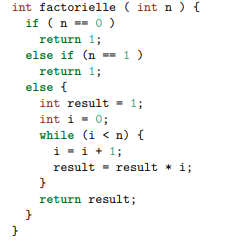 int factorielle ( int n ) {
if ( n == 0 )
return 1;
else if (n == 1 )
return 1;
else {
int result = 1;
int i = 0;
while (i < n) {
i = i + 1;
result = result * i;
}
return result;
}
}